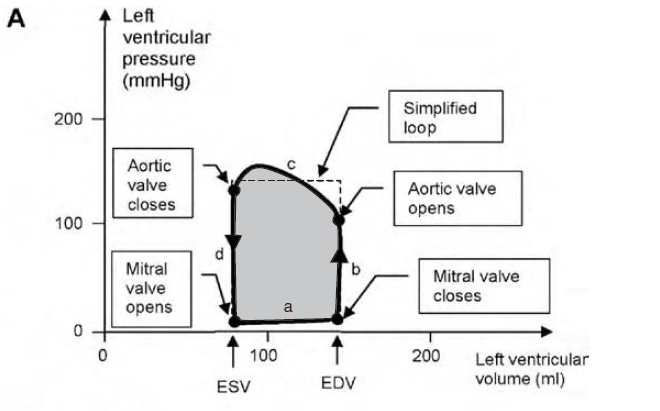 A
Left
ventricular
pressure
(mmHg)
200
100
0
Simplified
loop
Aortic
valve
closes
c
Aortic valve
opens
d
b
Mitral
valve
opens
a
Mitral valve
closes
0
100
200
Left ventricular
volume (ml)
ESV
EDV